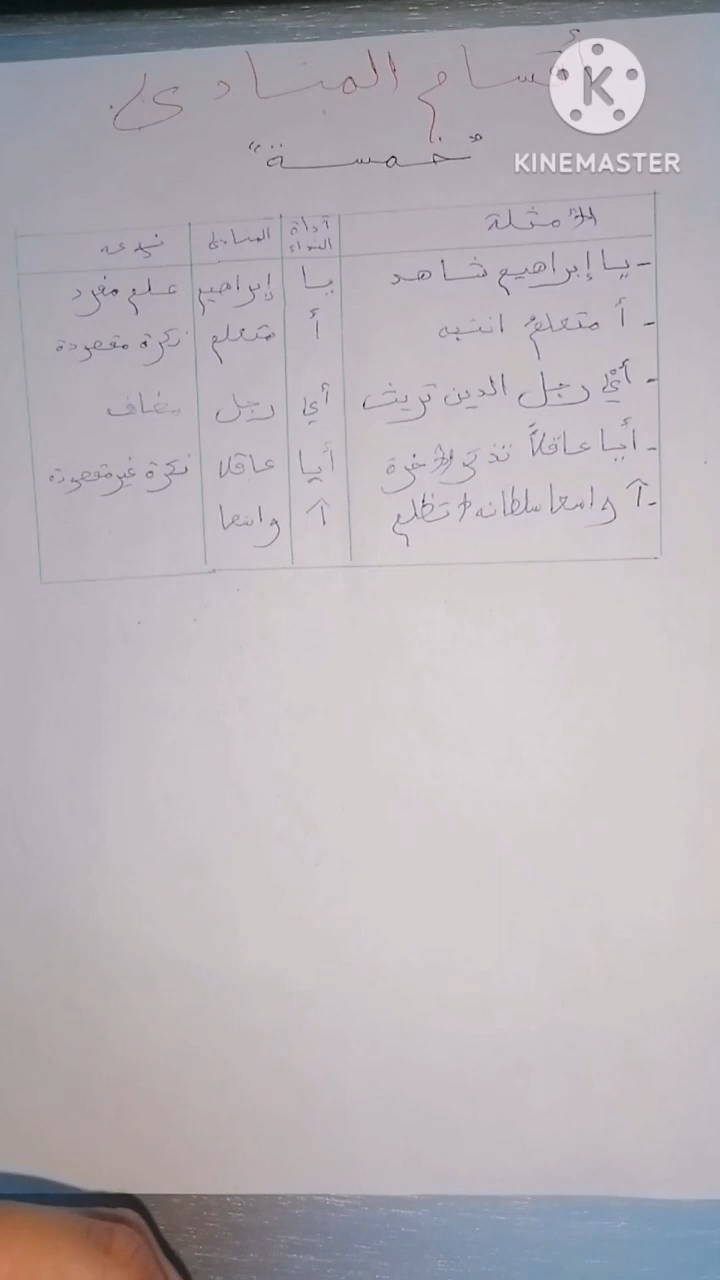 أقسام المنادى
"خمسة"
KINEMASTER
الأمثلة أداة النداء المنادى نوعه
- يا إبراهيم شاهد يا إبراهيم علم مفرد
- أ متعلمُ انتبه أ متعلم نكرة مقصودة
- أي رجل الدين تريث أي رجل مضاف
- أيا عاقلاً تذكر الآخرة أيا عاقلا نكرة غير مقصودة
- آ واسعا سلطانه لا تظلم آ واسعا